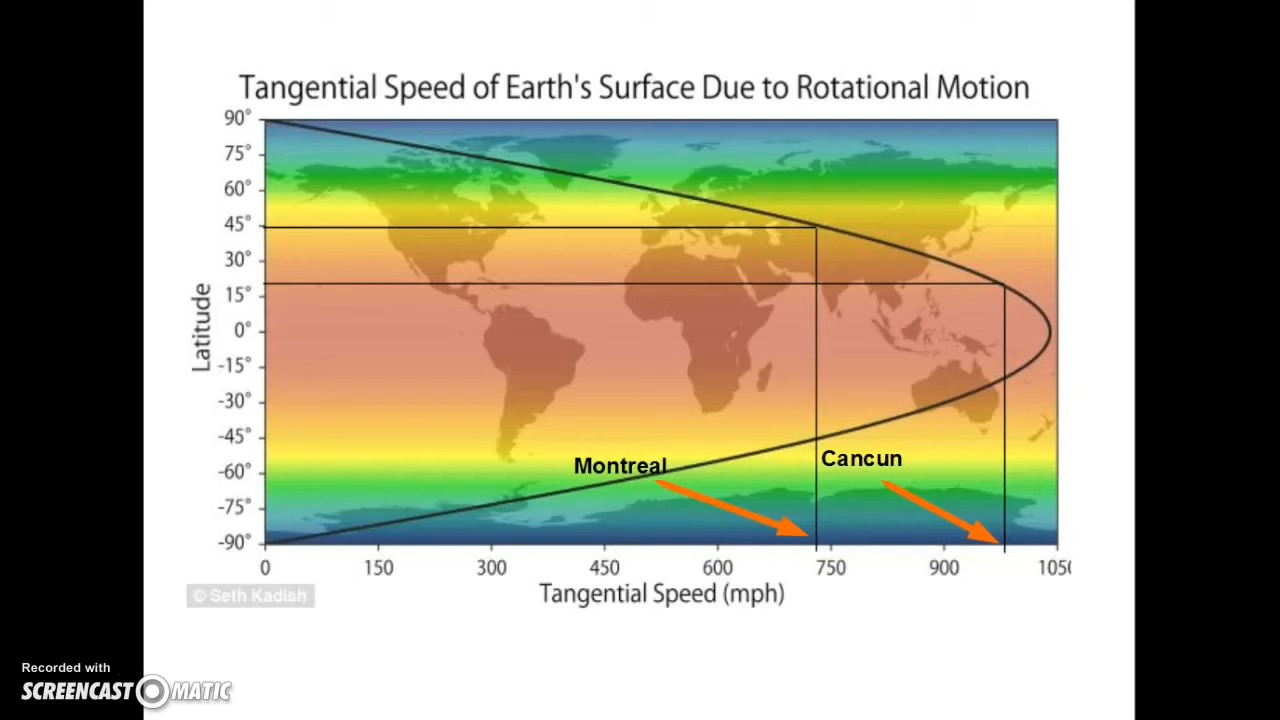 Tangential Speed of Earth's Surface Due to Rotational Motion
90°
75°
60°
45°
30°
15°
0°
-15°
-30°
-45°
-60°
-75°
-90°
Latitude
Montreal
Cancun
0 150 300 450 600 750 900 1050
Tangential Speed (mph)
© Seth Kadish
Recorded with
SCREENCAST-O-MATIC